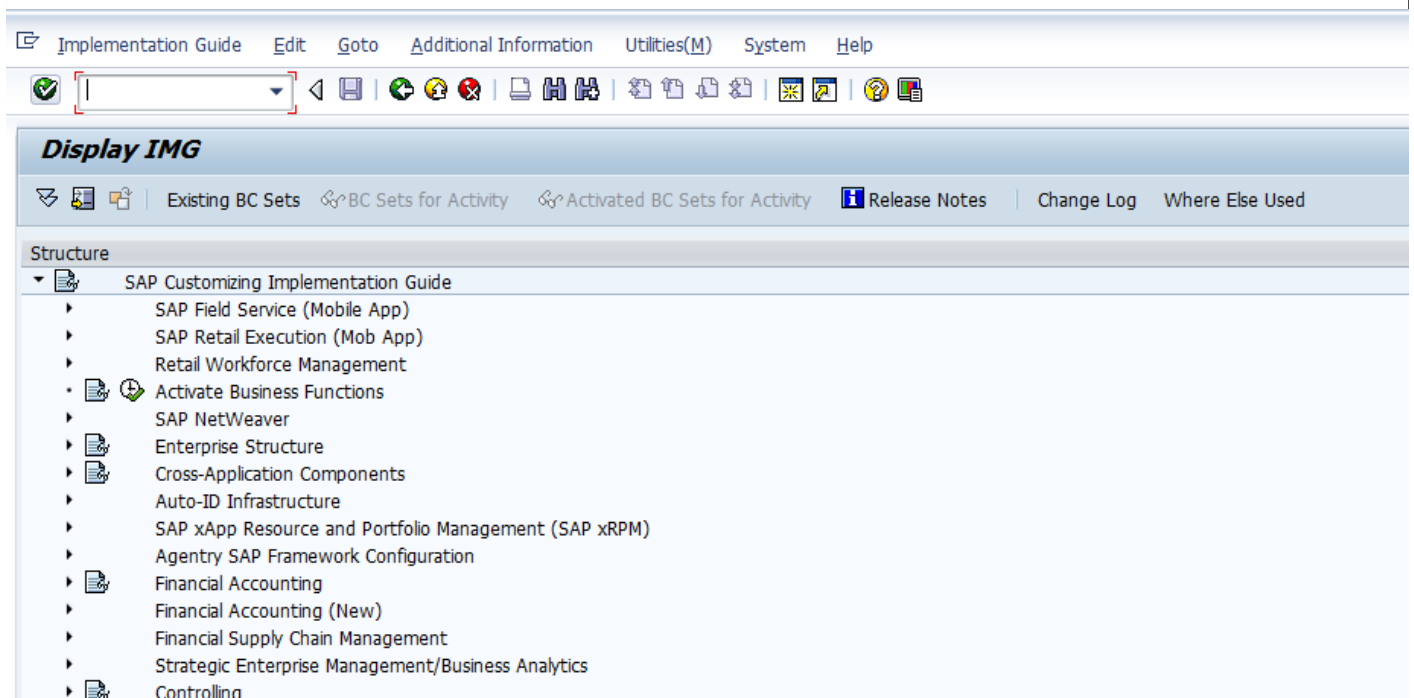 Implementation Guide Edit Goto Additional Information Utilities(M) System Help
Display IMG
Existing BC Sets BC Sets for Activity Activated BC Sets for Activity Release Notes Change Log Where Else Used
Structure
SAP Customizing Implementation Guide
SAP Field Service (Mobile App)
SAP Retail Execution (Mob App)
Retail Workforce Management
Activate Business Functions
SAP NetWeaver
Enterprise Structure
Cross-Application Components
Auto-ID Infrastructure
SAP xApp Resource and Portfolio Management (SAP xRPM)
Agentry SAP Framework Configuration
Financial Accounting
Financial Accounting (New)
Financial Supply Chain Management
Strategic Enterprise Management/Business Analytics
Controlling